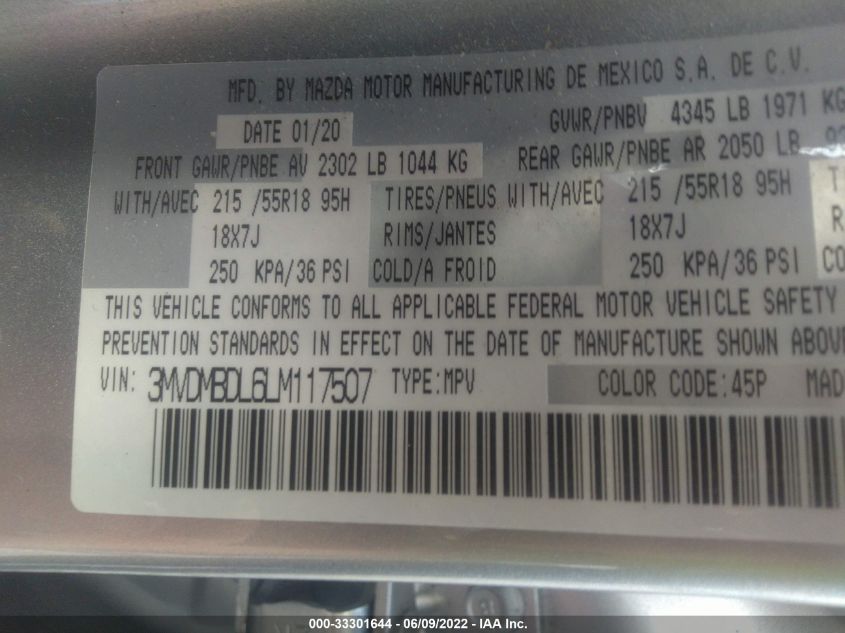 MFD. BY MAZDA MOTOR MANUFACTURING DE MEXICO S.A. DE C.V.
DATE 01/20 GVWR/PNBV 4345 LB 1971 KG
FRONT GAWR/PNBE AV 2302 LB 1044 KG REAR GAWR/PNBE AR 2050 LB
WITH/AVEC 215 /55R18 95H TIRES/PNEUS WITH/AVEC 215 /55R18 95H
18X7J RIMS/JANTES 18X7J
250 KPA/36 PSI COLD/A FROID 250 KPA/36 PSI
THIS VEHICLE CONFORMS TO ALL APPLICABLE FEDERAL MOTOR VEHICLE SAFETY
PREVENTION STANDARDS IN EFFECT ON THE DATE OF MANUFACTURE SHOWN ABOVE
VIN: 3MVDMBDL6LM117507 TYPE:MPV COLOR CODE:45P MAD
000-33301644 - 06/09/2022 - IAA Inc.